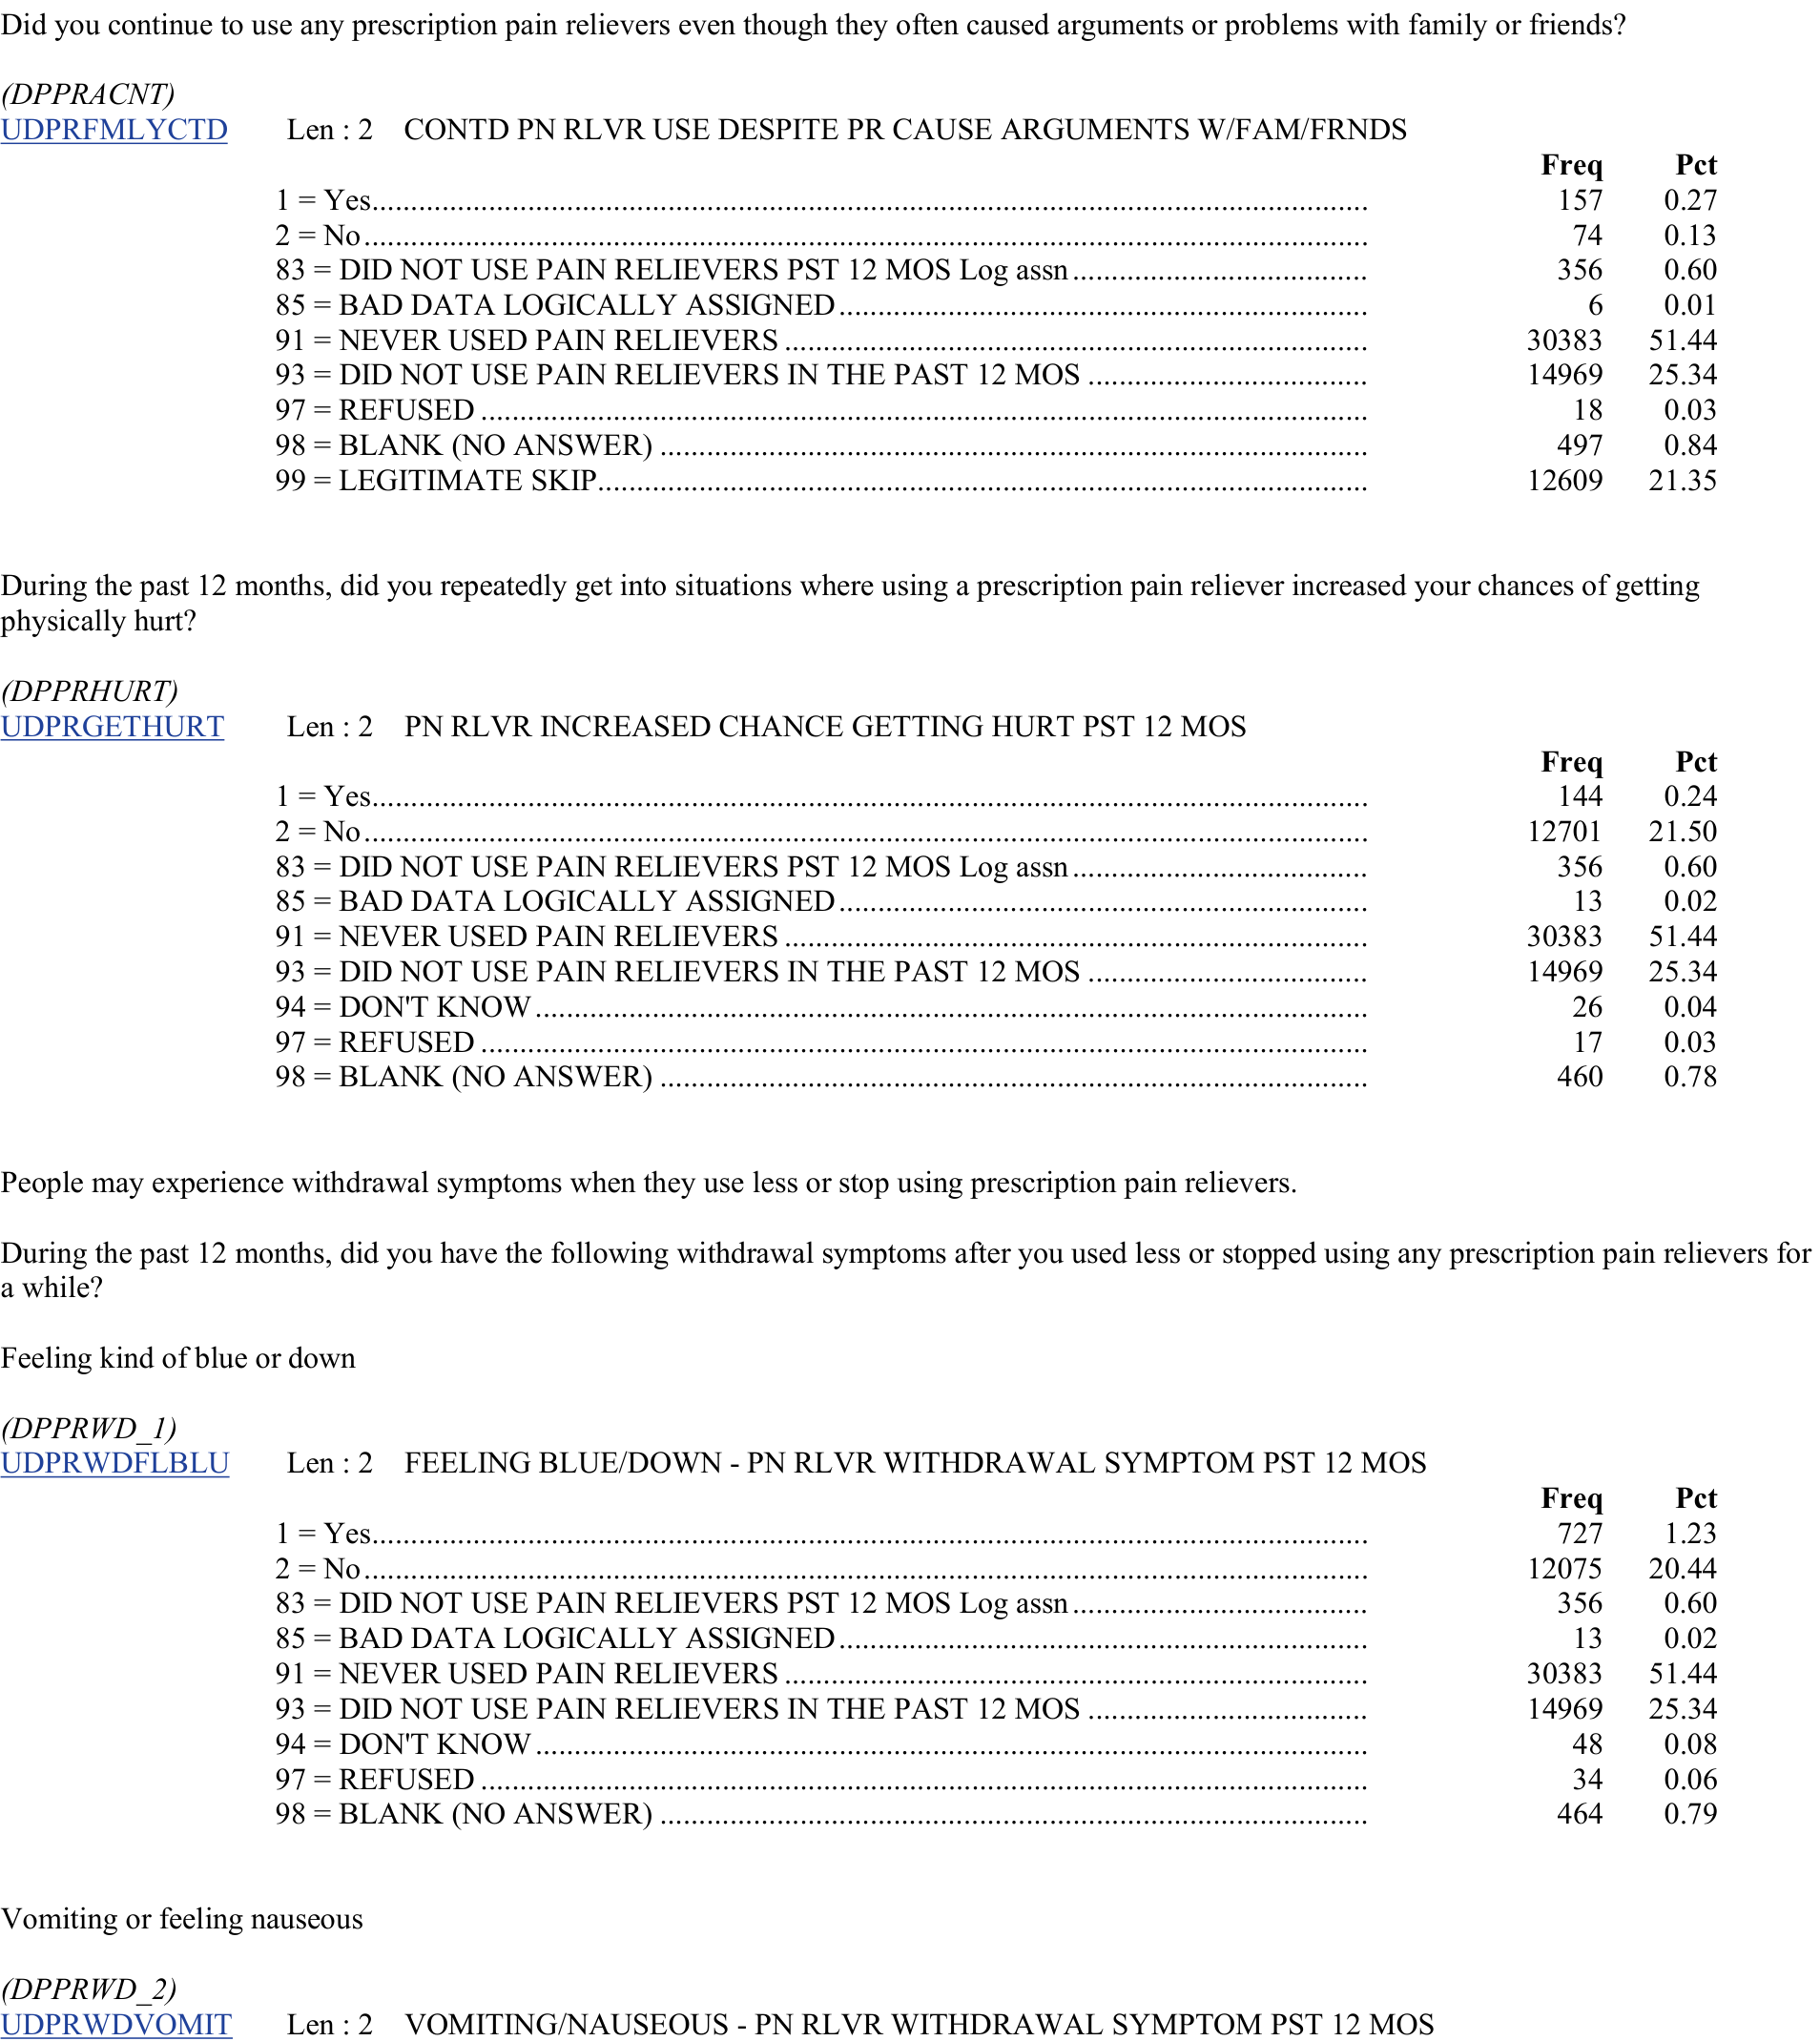 Did you continue to use any prescription pain relievers even though they often caused arguments or problems with family or friends?
(DPPRACNT)
UDPRFMLYCTD Len : 2 CONTD PN RLVR USE DESPITE PR CAUSE ARGUMENTS W/FAM/FRNDS
Freq Pct
1 = Yes 157 0.27
2 = No 74 0.13
83 = DID NOT USE PAIN RELIEVERS PST 12 MOS Log assn 356 0.60
85 = BAD DATA LOGICALLY ASSIGNED 6 0.01
91 = NEVER USED PAIN RELIEVERS 30383 51.44
93 = DID NOT USE PAIN RELIEVERS IN THE PAST 12 MOS 14969 25.34
97 = REFUSED 18 0.03
98 = BLANK (NO ANSWER) 497 0.84
99 = LEGITIMATE SKIP 12609 21.35
During the past 12 months, did you repeatedly get into situations where using a prescription pain reliever increased your chances of getting
physically hurt?
(DPPRHURT)
UDPRGETHURT Len : 2 PN RLVR INCREASED CHANCE GETTING HURT PST 12 MOS
Freq Pct
1 = Yes 144 0.24
2 = No 12701 21.50
83 = DID NOT USE PAIN RELIEVERS PST 12 MOS Log assn 356 0.60
85 = BAD DATA LOGICALLY ASSIGNED 13 0.02
91 = NEVER USED PAIN RELIEVERS 30383 51.44
93 = DID NOT USE PAIN RELIEVERS IN THE PAST 12 MOS 14969 25.34
94 = DON'T KNOW 26 0.04
97 = REFUSED 17 0.03
98 = BLANK (NO ANSWER) 460 0.78
People may experience withdrawal symptoms when they use less or stop using prescription pain relievers.
During the past 12 months, did you have the following withdrawal symptoms after you used less or stopped using any prescription pain relievers for
a while?
Feeling kind of blue or down
(DPPRWD_1)
UDPRWDFLBLU Len : 2 FEELING BLUE/DOWN - PN RLVR WITHDRAWAL SYMPTOM PST 12 MOS
Freq Pct
1 = Yes 727 1.23
2 = No 12075 20.44
83 = DID NOT USE PAIN RELIEVERS PST 12 MOS Log assn 356 0.60
85 = BAD DATA LOGICALLY ASSIGNED 13 0.02
91 = NEVER USED PAIN RELIEVERS 30383 51.44
93 = DID NOT USE PAIN RELIEVERS IN THE PAST 12 MOS 14969 25.34
94 = DON'T KNOW 48 0.08
97 = REFUSED 34 0.06
98 = BLANK (NO ANSWER) 464 0.79
Vomiting or feeling nauseous
(DPPRWD_2)
UDPRWDVOMIT Len : 2 VOMITING/NAUSEOUS - PN RLVR WITHDRAWAL SYMPTOM PST 12 MOS